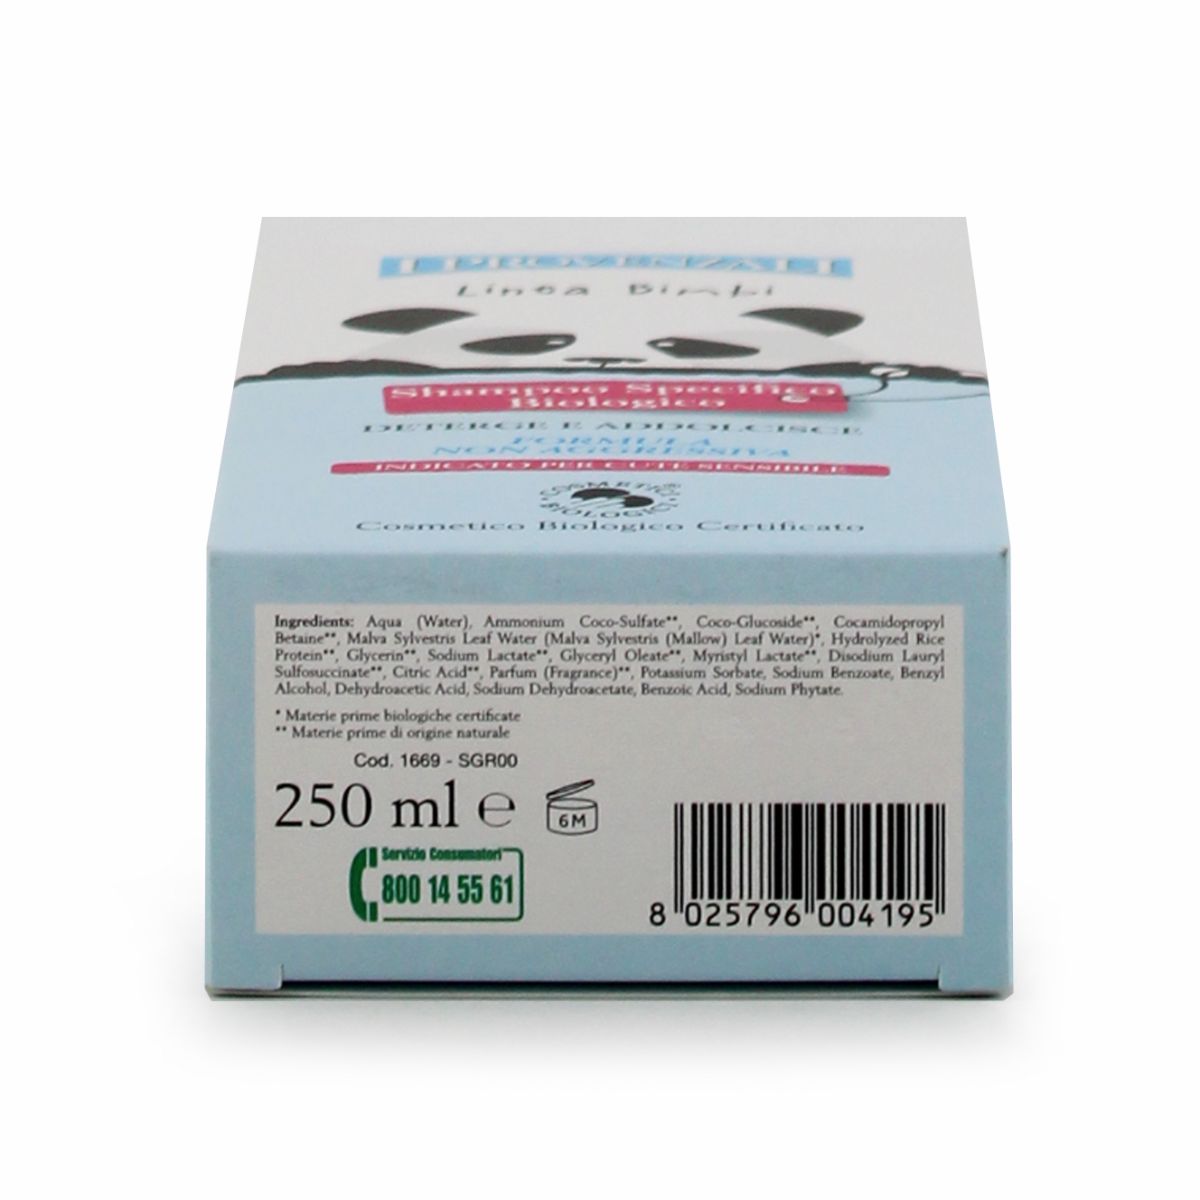 I PROVENZALI
Linea Bimbi
Shampoo Specifico
Biologico
DETERGE E ADDOLCISCE
FORMULA
NON AGGRESSIVA
INDICATO PER CUTE SENSIBILE
COSMETICI BIOLOGICI
Cosmetico Biologico Certificato
Ingredients: Aqua (Water), Ammonium Coco-Sulfate**, Coco-Glucoside**, Cocamidopropyl
Betaine**, Malva Sylvestris Leaf Water (Malva Sylvestris (Mallow) Leaf Water)*, Hydrolyzed Rice
Protein**, Glycerin**, Sodium Lactate**, Glyceryl Oleate**, Myristyl Lactate**, Disodium Lauryl
Sulfosuccinate**, Citric Acid**, Parfum (Fragrance)**, Potassium Sorbate, Sodium Benzoate, Benzyl
Alcohol, Dehydroacetic Acid, Sodium Dehydroacetate, Benzoic Acid, Sodium Phytate.
* Materie prime biologiche certificate
** Materie prime di origine naturale
Cod. 1669 - SGR00
250 ml ℮
6M
Servizio Consumatori
800 14 55 61
8 025796 004195